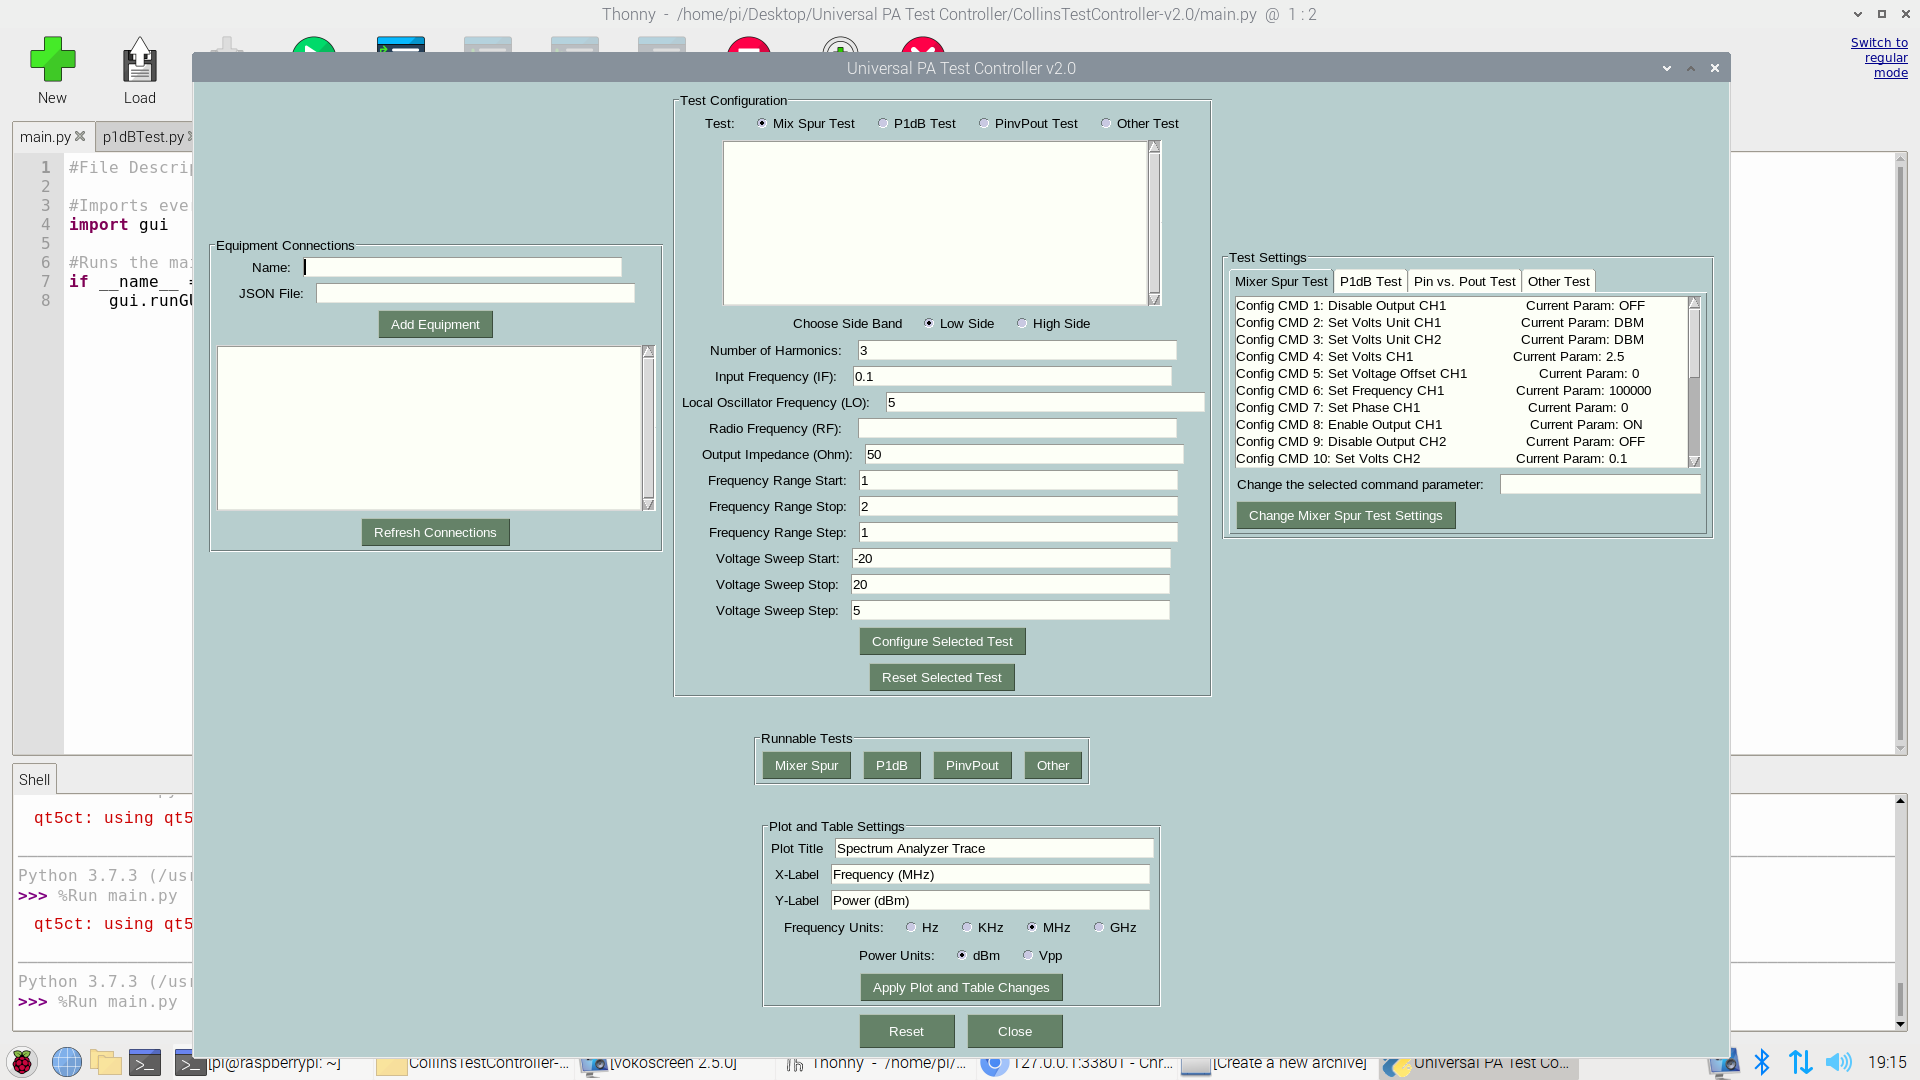 Thonny - /home/pi/Desktop/Universal PA Test Controller/CollinsTestController-v2.0/main.py @ 1 : 2
New
Load
Switch to
regular
mode
main.py
p1dBTest.py
1 #File Descrip
2
3 #Imports eve
4 import gui
5
6 #Runs the ma
7 if __name__ =
8 gui.runGU
Shell
qt5ct: using qt5
Python 3.7.3 (/usr
>>> %Run main.py
qt5ct: using qt5
Python 3.7.3 (/usr
>>> %Run main.py
Universal PA Test Controller v2.0
Equipment Connections
Name:
JSON File:
Add Equipment
Refresh Connections
Test Configuration
Test: Mix Spur Test P1dB Test PinvPout Test Other Test
Choose Side Band Low Side High Side
Number of Harmonics: 3
Input Frequency (IF): 0.1
Local Oscillator Frequency (LO): 5
Radio Frequency (RF):
Output Impedance (Ohm): 50
Frequency Range Start: 1
Frequency Range Stop: 2
Frequency Range Step: 1
Voltage Sweep Start: -20
Voltage Sweep Stop: 20
Voltage Sweep Step: 5
Configure Selected Test
Reset Selected Test
Test Settings
Mixer Spur Test P1dB Test Pin vs. Pout Test Other Test
Config CMD 1: Disable Output CH1 Current Param: OFF
Config CMD 2: Set Volts Unit CH1 Current Param: DBM
Config CMD 3: Set Volts Unit CH2 Current Param: DBM
Config CMD 4: Set Volts CH1 Current Param: 2.5
Config CMD 5: Set Voltage Offset CH1 Current Param: 0
Config CMD 6: Set Frequency CH1 Current Param: 100000
Config CMD 7: Set Phase CH1 Current Param: 0
Config CMD 8: Enable Output CH1 Current Param: ON
Config CMD 9: Disable Output CH2 Current Param: OFF
Config CMD 10: Set Volts CH2 Current Param: 0.1
Change the selected command parameter:
Change Mixer Spur Test Settings
Runnable Tests
Mixer Spur P1dB PinvPout Other
Plot and Table Settings
Plot Title Spectrum Analyzer Trace
X-Label Frequency (MHz)
Y-Label Power (dBm)
Frequency Units: Hz KHz MHz GHz
Power Units: dBm Vpp
Apply Plot and Table Changes
Reset Close
[pi@raspberrypi: ~] CollinsTestController-... [vokoscreen 2.5.0] Thonny - /home/pi/... 127.0.0.1:33801 - Chr... [Create a new archive] Universal PA Test Co... 19:15